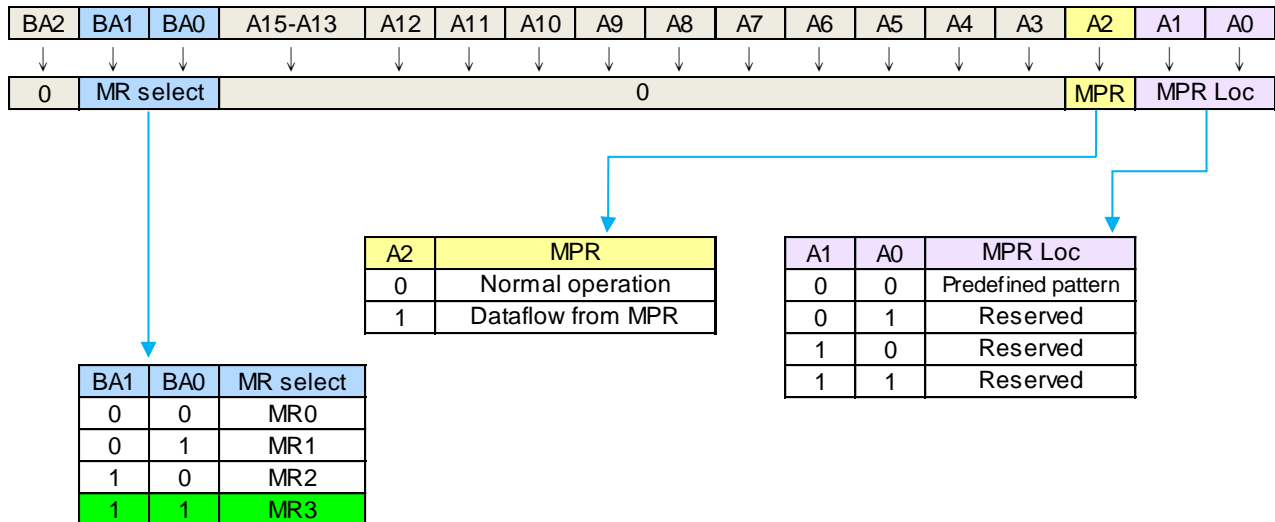 BA2 BA1 BA0 A15-A13 A12 A11 A10 A9 A8 A7 A6 A5 A4 A3 A2 A1 A0
0 MR select 0 MPR MPR Loc
A2 MPR
0 Normal operation
1 Dataflow from MPR
A1 A0 MPR Loc
0 0 Predefined pattern
0 1 Reserved
1 0 Reserved
1 1 Reserved
BA1 BA0 MR select
0 0 MR0
0 1 MR1
1 0 MR2
1 1 MR3